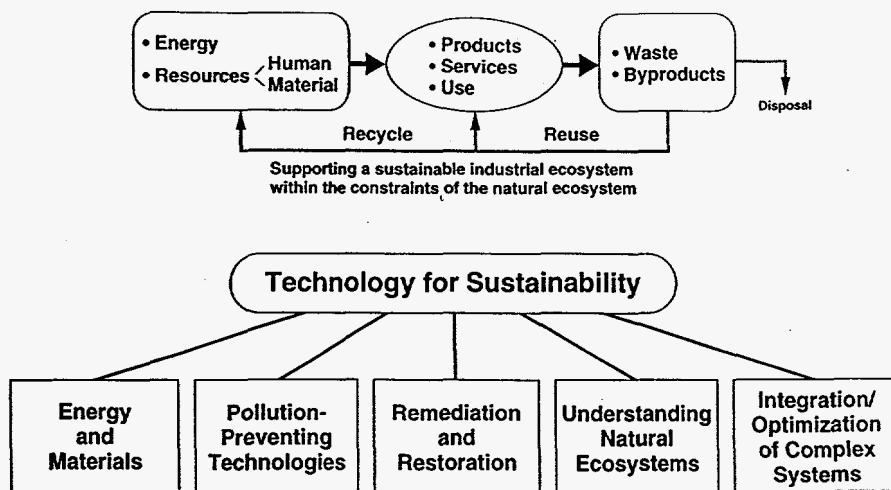 • Energy
• Resources
Human
Material
• Products
• Services
• Use
• Waste
• Byproducts
Disposal
Recycle
Reuse
Supporting a sustainable industrial ecosystem
within the constraints of the natural ecosystem
Technology for Sustainability
Energy
and
Materials
Pollution-
Preventing
Technologies
Remediation
and
Restoration
Understanding
Natural
Ecosystems
Integration/
Optimization
of Complex
Systems